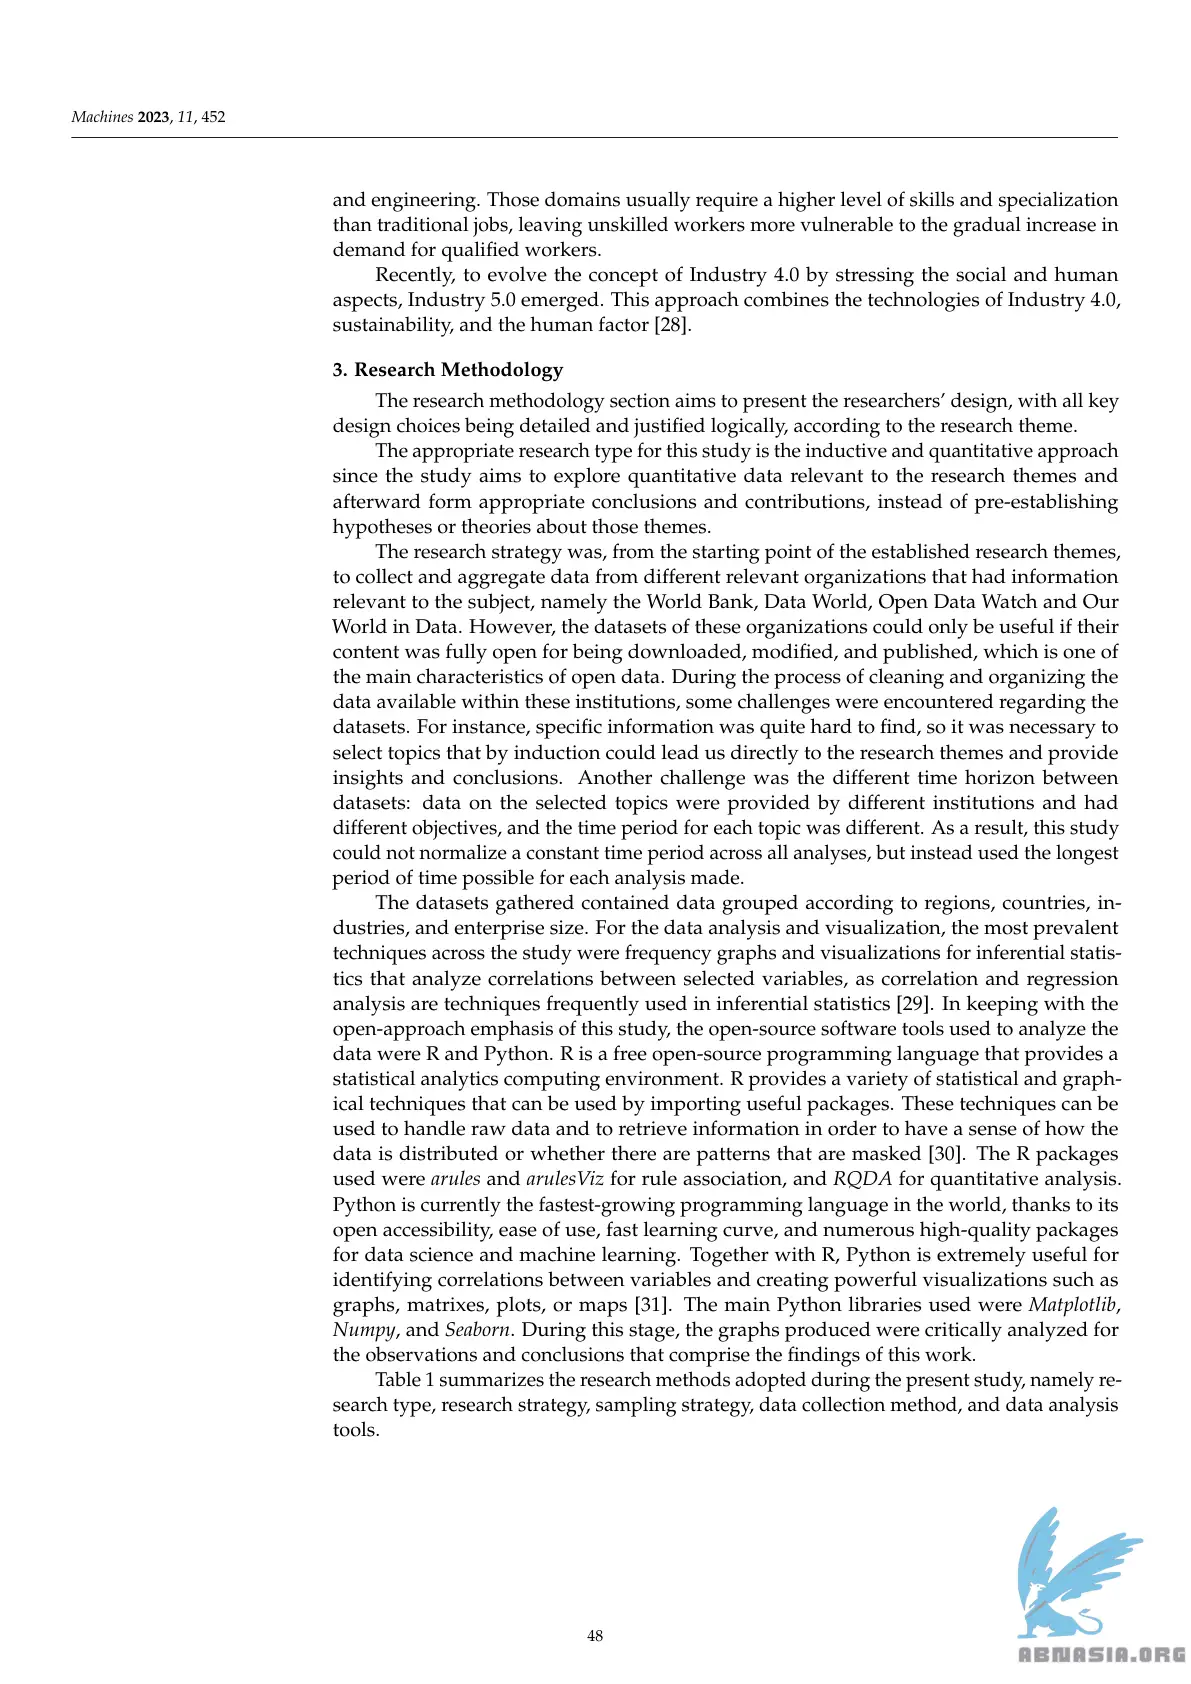 Machines 2023, 11, 452
and engineering. Those domains usually require a higher level of skills and specialization
than traditional jobs, leaving unskilled workers more vulnerable to the gradual increase in
demand for qualified workers.
Recently, to evolve the concept of Industry 4.0 by stressing the social and human
aspects, Industry 5.0 emerged. This approach combines the technologies of Industry 4.0,
sustainability, and the human factor [28].
3. Research Methodology
The research methodology section aims to present the researchers' design, with all key
design choices being detailed and justified logically, according to the research theme.
The appropriate research type for this study is the inductive and quantitative approach
since the study aims to explore quantitative data relevant to the research themes and
afterward form appropriate conclusions and contributions, instead of pre-establishing
hypotheses or theories about those themes.
The research strategy was, from the starting point of the established research themes,
to collect and aggregate data from different relevant organizations that had information
relevant to the subject, namely the World Bank, Data World, Open Data Watch and Our
World in Data. However, the datasets of these organizations could only be useful if their
content was fully open for being downloaded, modified, and published, which is one of
the main characteristics of open data. During the process of cleaning and organizing the
data available within these institutions, some challenges were encountered regarding the
datasets. For instance, specific information was quite hard to find, so it was necessary to
select topics that by induction could lead us directly to the research themes and provide
insights and conclusions. Another challenge was the different time horizon between
datasets: data on the selected topics were provided by different institutions and had
different objectives, and the time period for each topic was different. As a result, this study
could not normalize a constant time period across all analyses, but instead used the longest
period of time possible for each analysis made.
The datasets gathered contained data grouped according to regions, countries, in-
dustries, and enterprise size. For the data analysis and visualization, the most prevalent
techniques across the study were frequency graphs and visualizations for inferential statis-
tics that analyze correlations between selected variables, as correlation and regression
analysis are techniques frequently used in inferential statistics [29]. In keeping with the
open-approach emphasis of this study, the open-source software tools used to analyze the
data were R and Python. R is a free open-source programming language that provides a
statistical analytics computing environment. R provides a variety of statistical and graph-
ical techniques that can be used by importing useful packages. These techniques can be
used to handle raw data and to retrieve information in order to have a sense of how the
data is distributed or whether there are patterns that are masked [30]. The R packages
used were arules and arulesViz for rule association, and RQDA for quantitative analysis.
Python is currently the fastest-growing programming language in the world, thanks to its
open accessibility, ease of use, fast learning curve, and numerous high-quality packages
for data science and machine learning. Together with R, Python is extremely useful for
identifying correlations between variables and creating powerful visualizations such as
graphs, matrixes, plots, or maps [31]. The main Python libraries used were Matplotlib,
Numpy, and Seaborn. During this stage, the graphs produced were critically analyzed for
the observations and conclusions that comprise the findings of this work.
Table 1 summarizes the research methods adopted during the present study, namely re-
search type, research strategy, sampling strategy, data collection method, and data analysis
tools.
48
ABNASIA.ORG